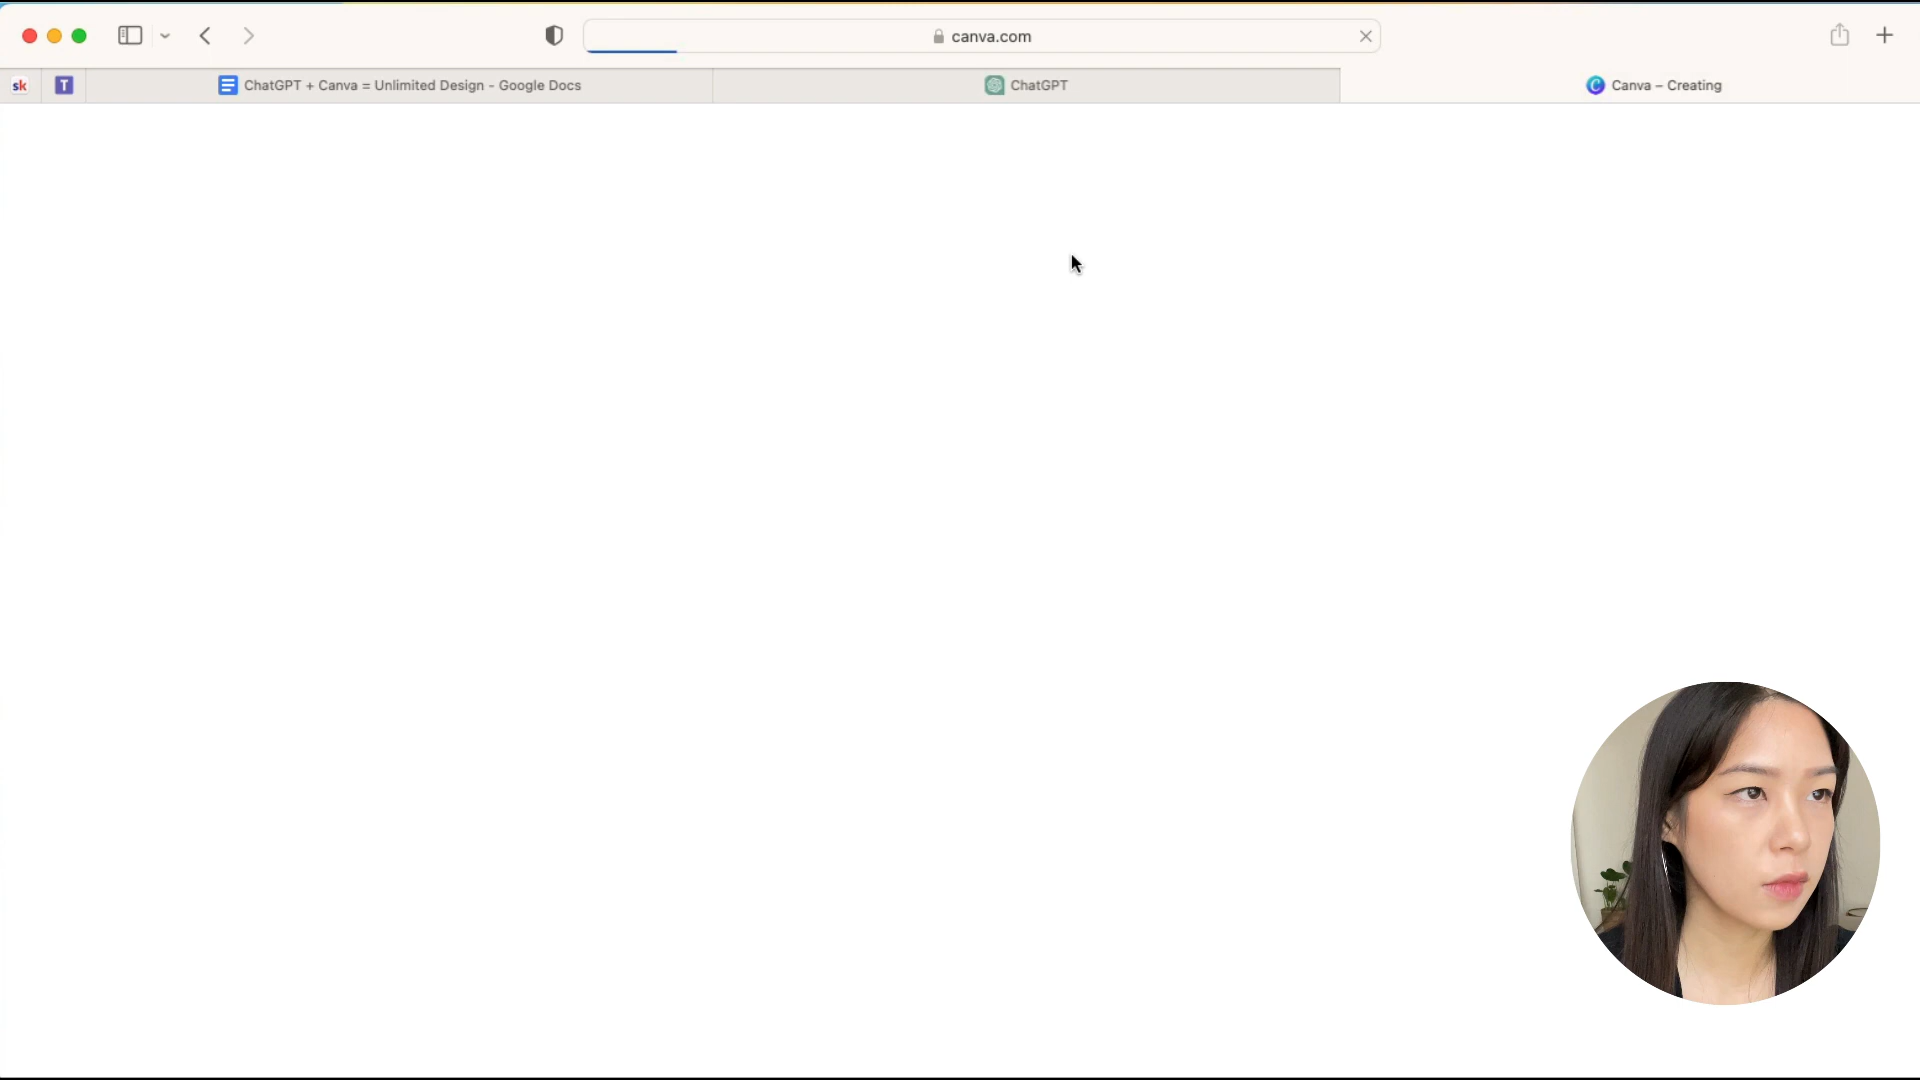 canva.com
sk
T
ChatGPT + Canva = Unlimited Design - Google Docs
ChatGPT
C
Canva – Creating